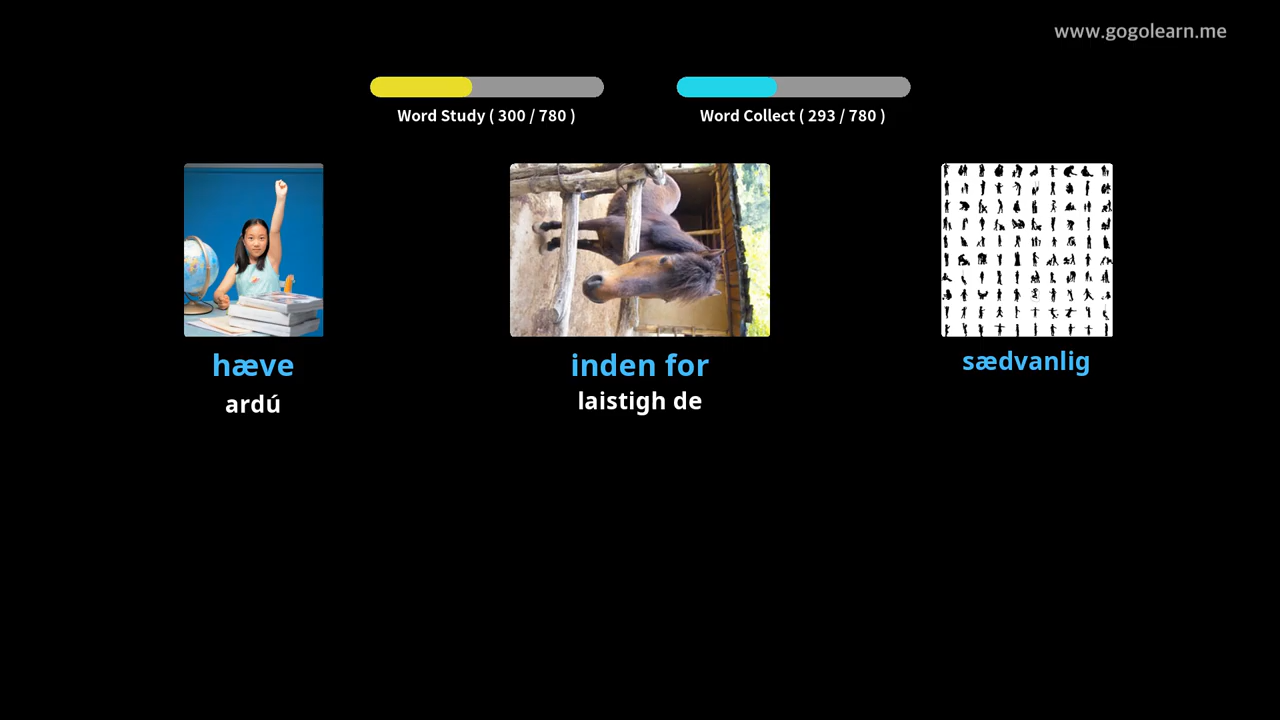 www.gogolearn.me
Word Study ( 300 / 780 )
Word Collect ( 293 / 780 )
hæve
ardú
inden for
laistigh de
sædvanlig